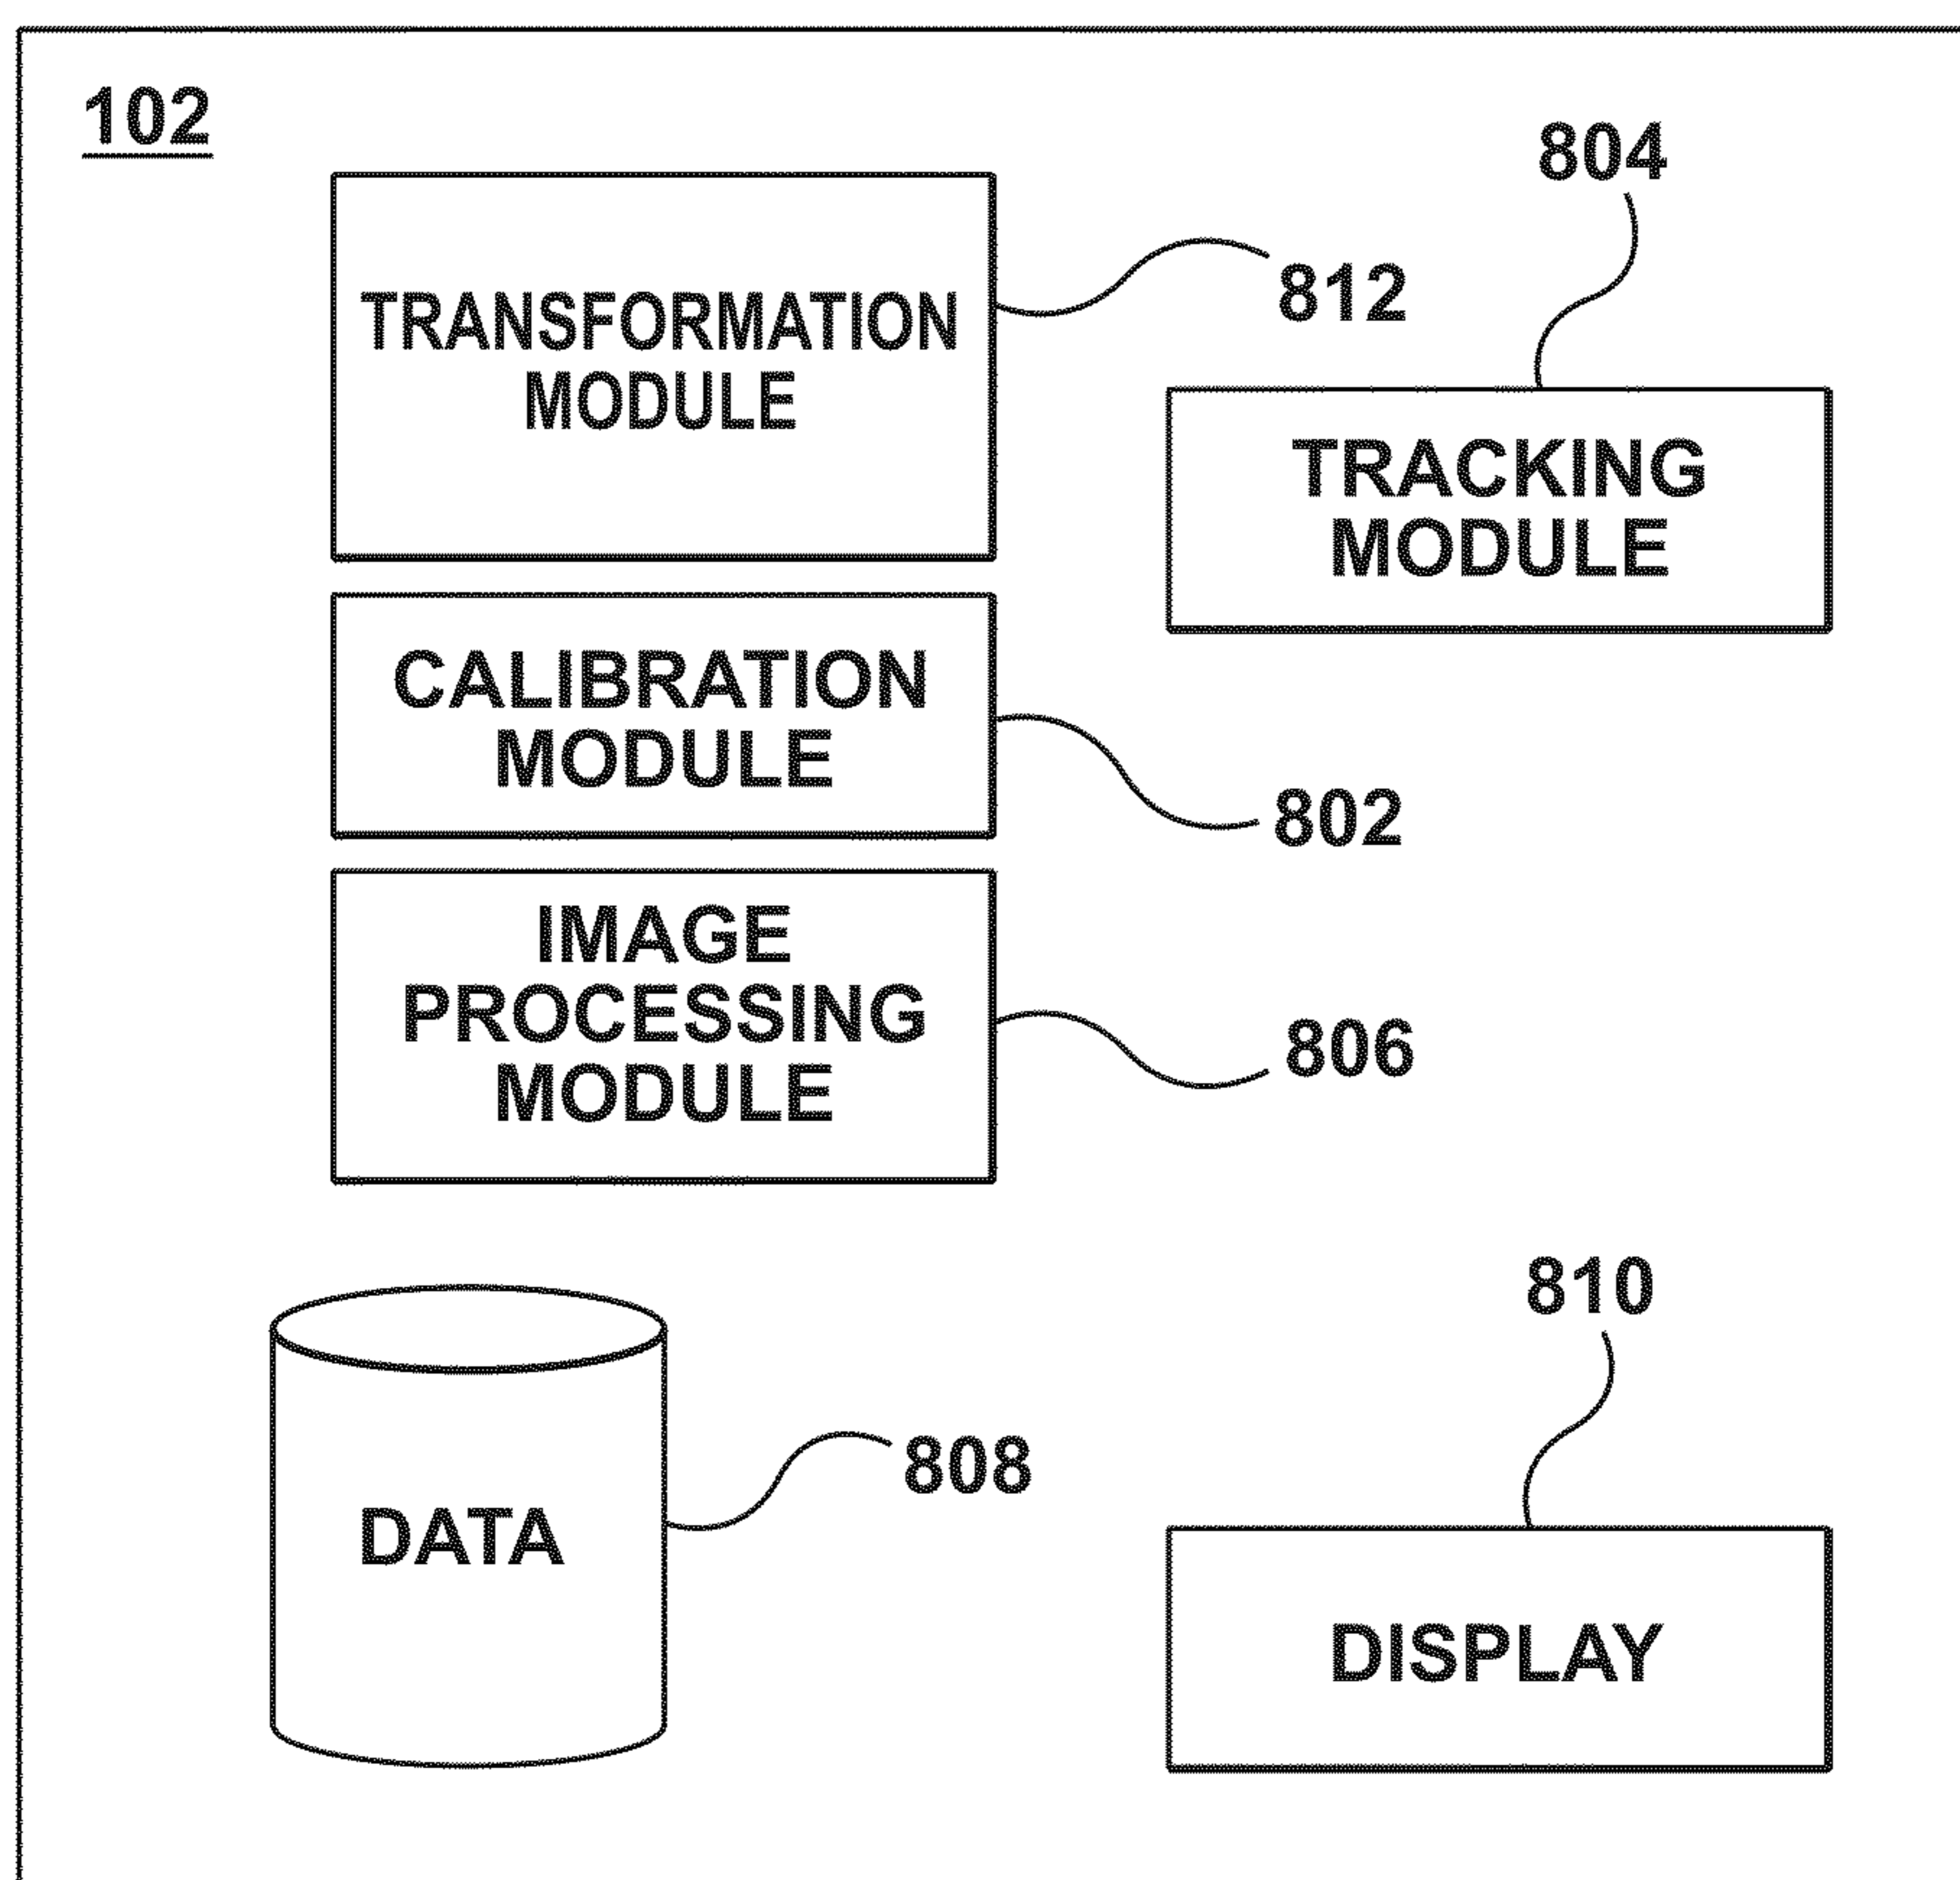 102
804
812
TRANSFORMATION
MODULE
TRACKING
MODULE
CALIBRATION
MODULE
802
IMAGE
PROCESSING
MODULE
806
810
808
DATA
DISPLAY